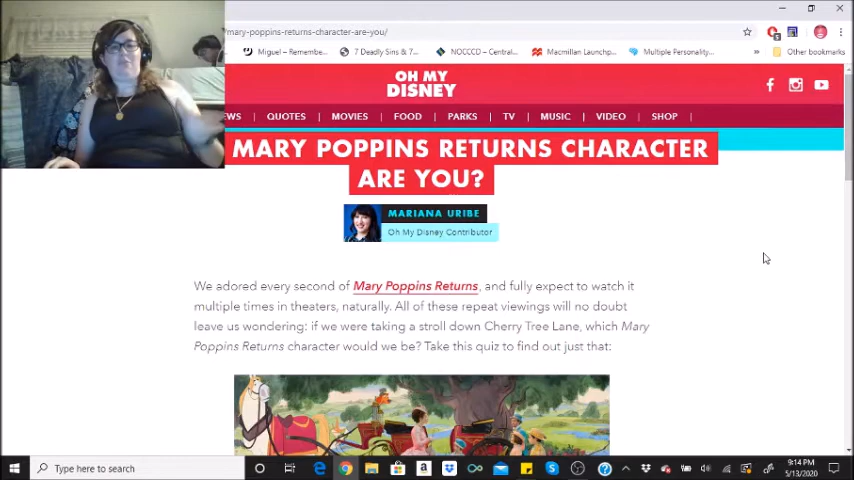 /mary-poppins-returns-character-are-you/
Miguel – Remembe...
7 Deadly Sins & 7...
NOCCCD – Central...
Macmillan Launchp...
Multiple Personality...
»
Other bookmarks
OH MY
DISNEY
EWS
QUOTES
MOVIES
FOOD
PARKS
TV
MUSIC
VIDEO
SHOP
MARY POPPINS RETURNS CHARACTER
ARE YOU?
MARIANA URIBE
Oh My Disney Contributor
We adored every second of Mary Poppins Returns, and fully expect to watch it
multiple times in theaters, naturally. All of these repeat viewings will no doubt
leave us wondering: if we were taking a stroll down Cherry Tree Lane, which Mary
Poppins Returns character would we be? Take this quiz to find out just that:
Type here to search
9:14 PM
5/13/2020